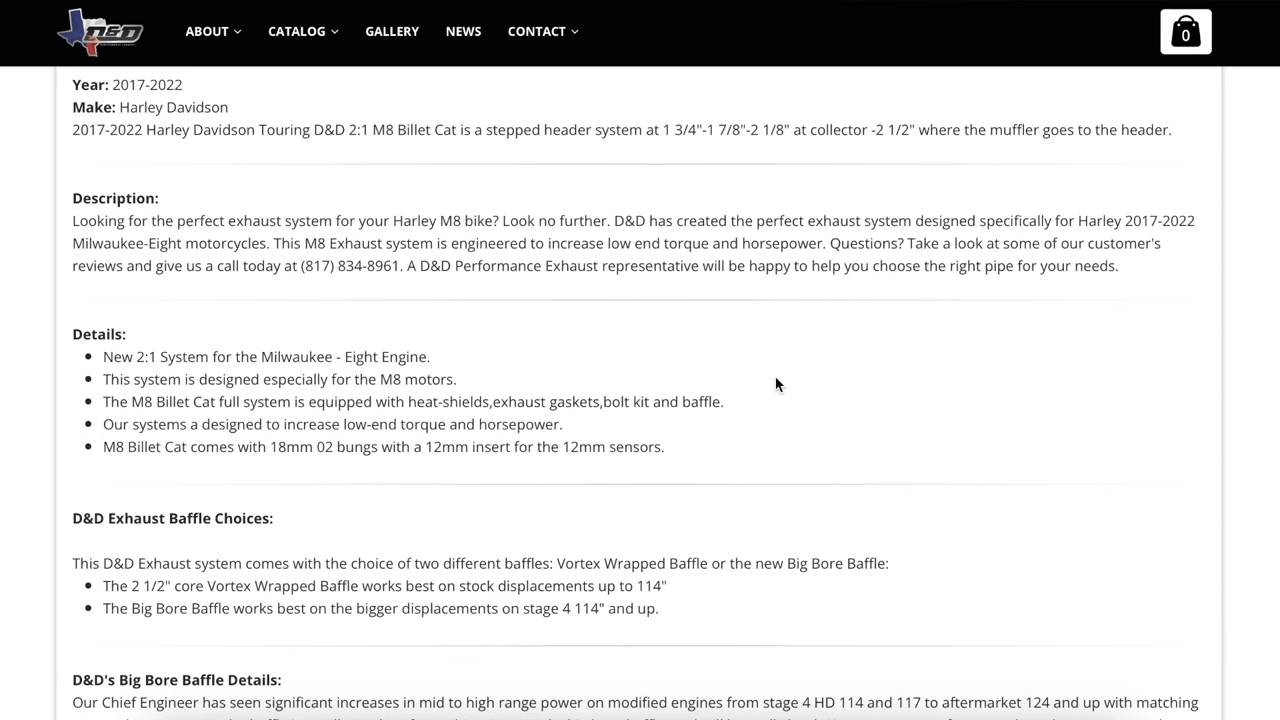 D&D
ABOUT CATALOG GALLERY NEWS CONTACT
0
Year: 2017-2022
Make: Harley Davidson
2017-2022 Harley Davidson Touring D&D 2:1 M8 Billet Cat is a stepped header system at 1 3/4"-1 7/8"-2 1/8" at collector -2 1/2" where the muffler goes to the header.
Description:
Looking for the perfect exhaust system for your Harley M8 bike? Look no further. D&D has created the perfect exhaust system designed specifically for Harley 2017-2022
Milwaukee-Eight motorcycles. This M8 Exhaust system is engineered to increase low end torque and horsepower. Questions? Take a look at some of our customer's
reviews and give us a call today at (817) 834-8961. A D&D Performance Exhaust representative will be happy to help you choose the right pipe for your needs.
Details:
New 2:1 System for the Milwaukee - Eight Engine.
This system is designed especially for the M8 motors.
The M8 Billet Cat full system is equipped with heat-shields,exhaust gaskets,bolt kit and baffle.
Our systems a designed to increase low-end torque and horsepower.
M8 Billet Cat comes with 18mm 02 bungs with a 12mm insert for the 12mm sensors.
D&D Exhaust Baffle Choices:
This D&D Exhaust system comes with the choice of two different baffles: Vortex Wrapped Baffle or the new Big Bore Baffle:
The 2 1/2" core Vortex Wrapped Baffle works best on stock displacements up to 114"
The Big Bore Baffle works best on the bigger displacements on stage 4 114" and up.
D&D's Big Bore Baffle Details:
Our Chief Engineer has seen significant increases in mid to high range power on modified engines from stage 4 HD 114 and 117 to aftermarket 124 and up with matching